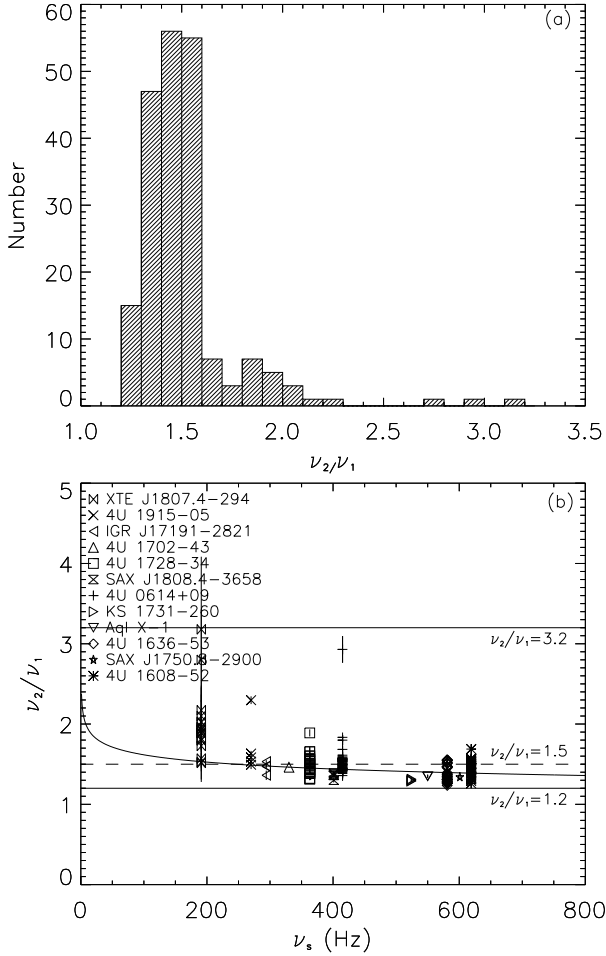 60
(a)
50
40
Number
30
20
10
0
1.0 1.5 2.0 2.5 3.0 3.5
ν2/ν1
5
(b)
XTE J1807.4−294
4U 1915−05
IGR J17191−2821
4U 1702−43
4U 1728−34
SAX J1808.4−3658
4U 0614+09
KS 1731−260
Aql X−1
4U 1636−53
SAX J1750.8−2900
4U 1608−52
4
3
ν2/ν1=3.2
ν2/ν1
2
ν2/ν1=1.5
1
ν2/ν1=1.2
0
0 200 400 600 800
νs (Hz)